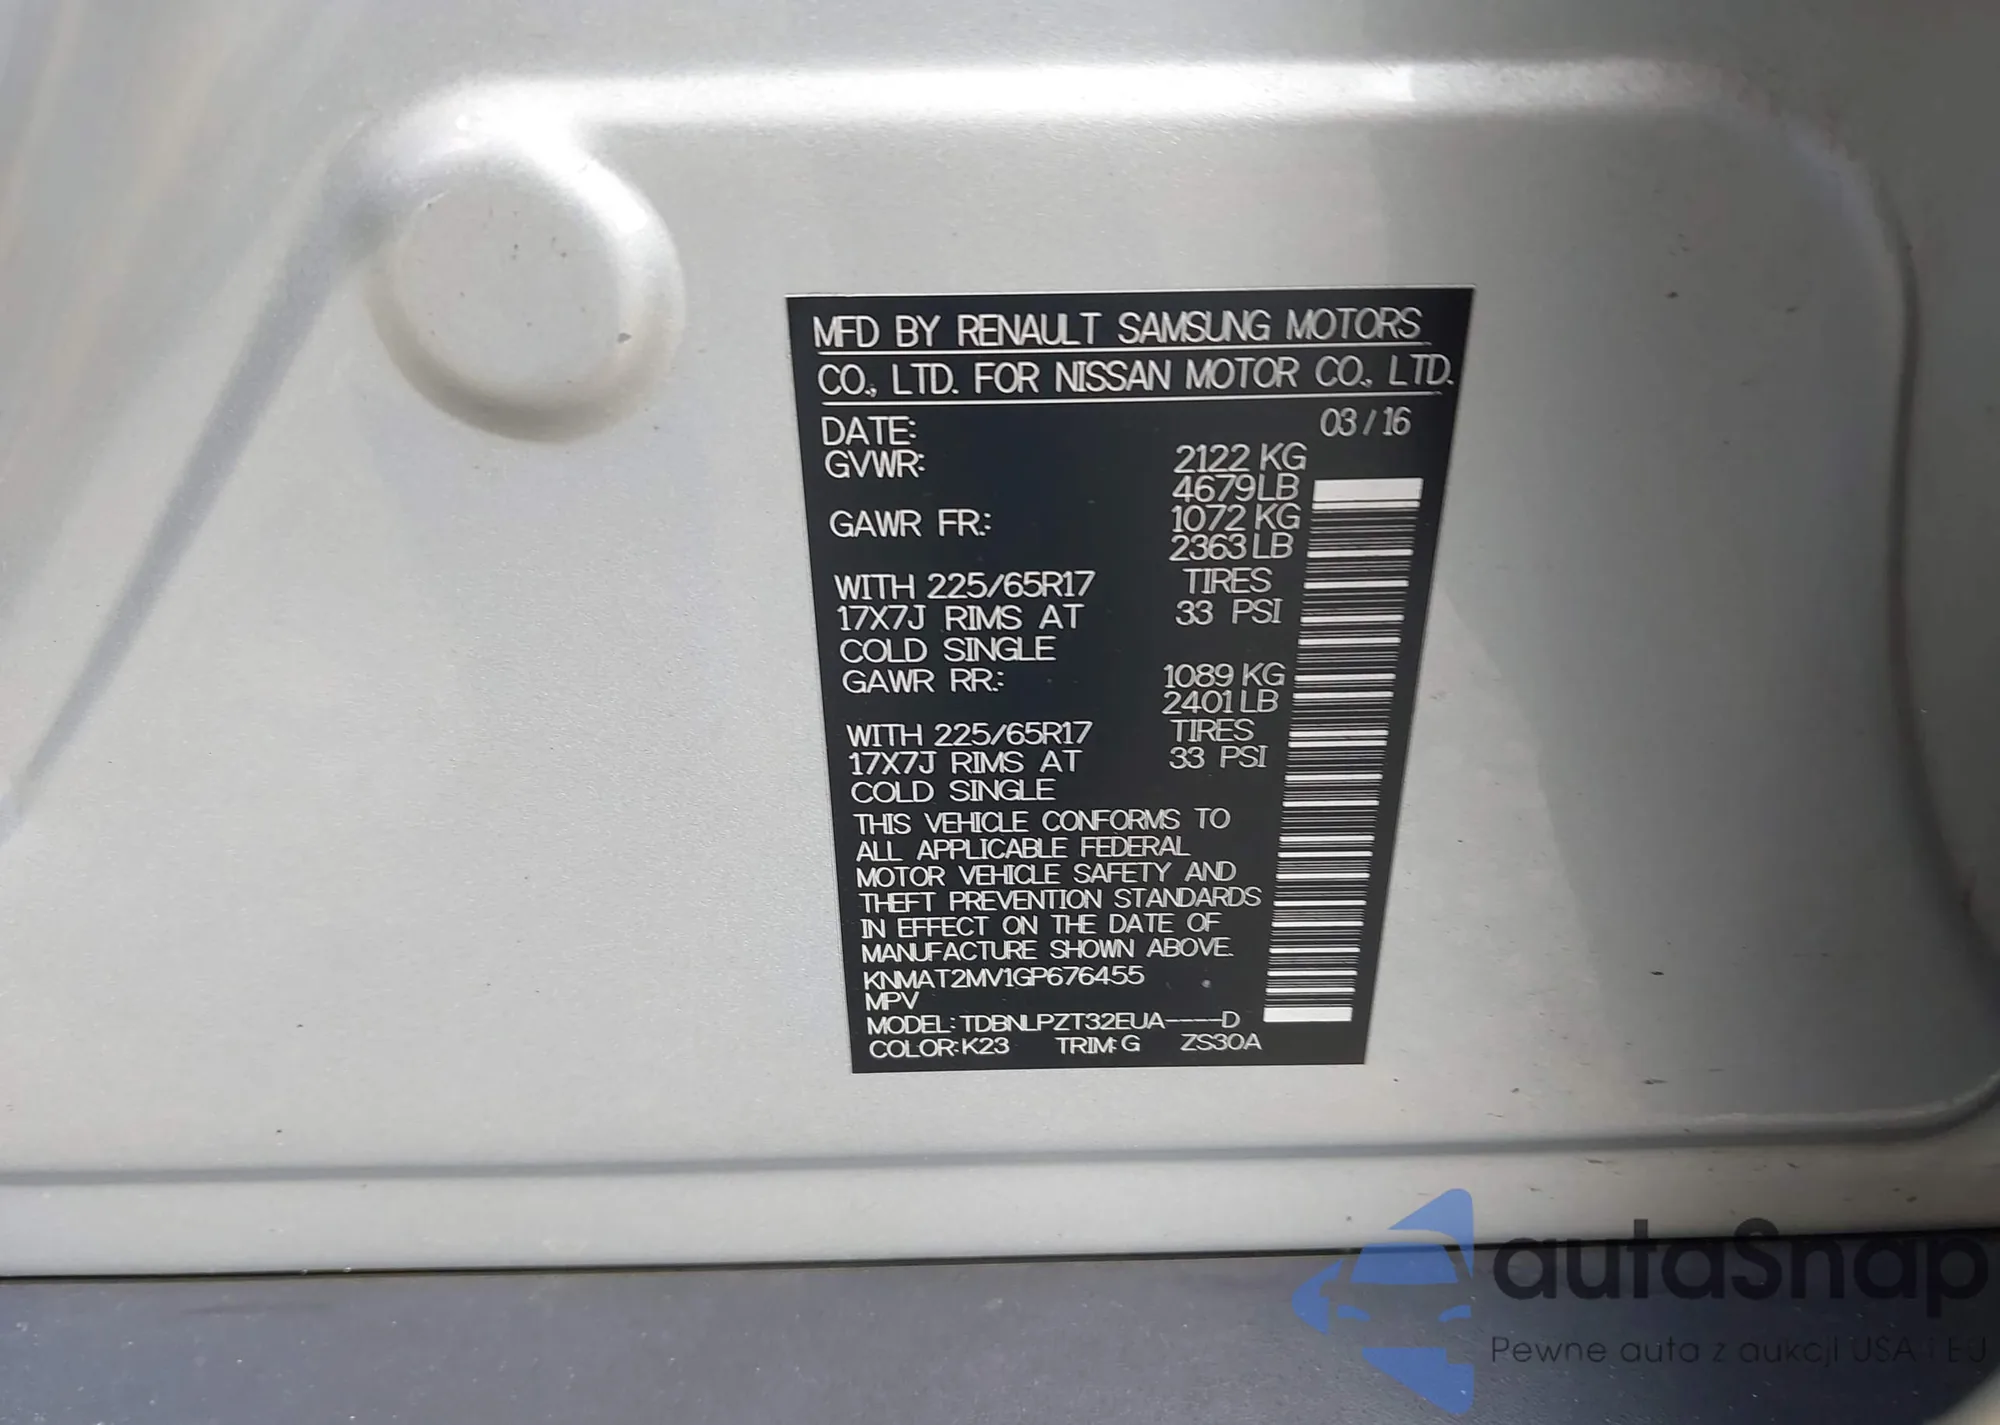 MFD BY RENAULT SAMSUNG MOTORS
CO., LTD. FOR NISSAN MOTOR CO., LTD.
DATE: 03 / 16
GVWR: 2122 KG
4679 LB
GAWR FR.: 1072 KG
2363 LB
WITH 225/65R17 TIRES
17X7J RIMS AT 33 PSI
COLD SINGLE
GAWR RR.: 1089 KG
2401 LB
WITH 225/65R17 TIRES
17X7J RIMS AT 33 PSI
COLD SINGLE
THIS VEHICLE CONFORMS TO
ALL APPLICABLE FEDERAL
MOTOR VEHICLE SAFETY AND
THEFT PREVENTION STANDARDS
IN EFFECT ON THE DATE OF
MANUFACTURE SHOWN ABOVE.
KNMAT2MV1GP676455
MPV
MODEL: TDBNLPZT32EUA----D
COLOR: K23 TRIM: G ZS30A
autaSnap
Pewne auta z aukcji USA i EU